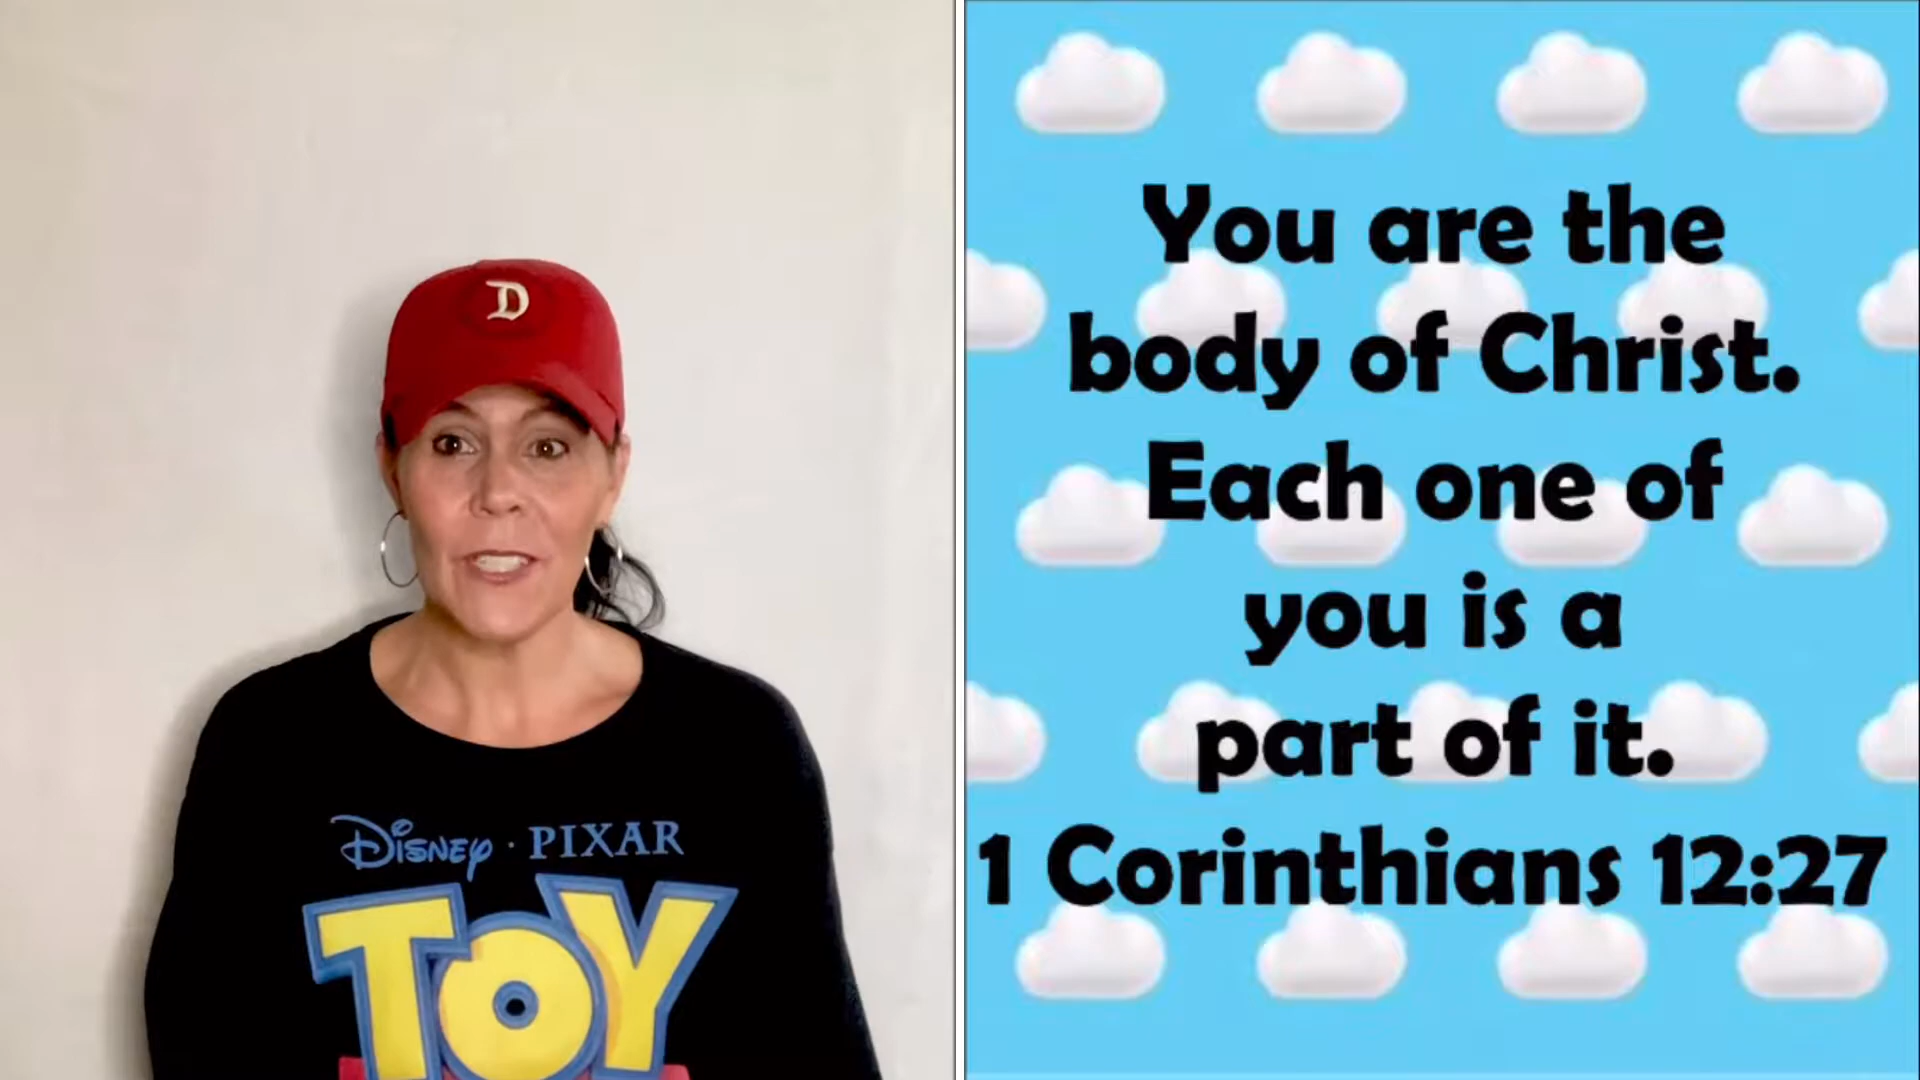 D
Disney · PIXAR
TOY
You are the
body of Christ.
Each one of
you is a
part of it.
1 Corinthians 12:27